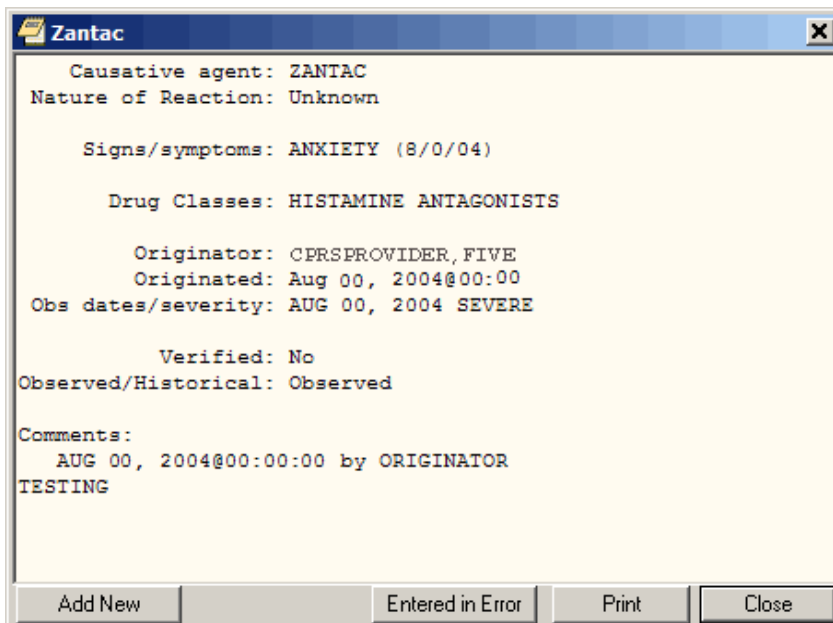 Zantac
Causative agent: ZANTAC
Nature of Reaction: Unknown
Signs/symptoms: ANXIETY (8/0/04)
Drug Classes: HISTAMINE ANTAGONISTS
Originator: CPRSPROVIDER,FIVE
Originated: Aug 00, 2004@00:00
Obs dates/severity: AUG 00, 2004 SEVERE
Verified: No
Observed/Historical: Observed
Comments:
AUG 00, 2004@00:00:00 by ORIGINATOR
TESTING
Add New Entered in Error Print Close